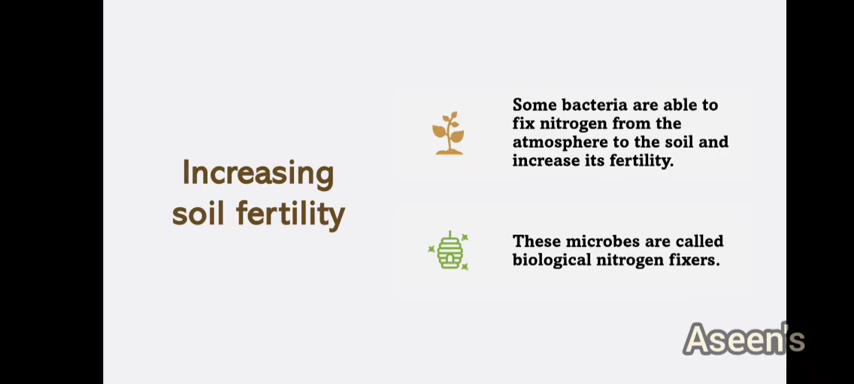 Increasing
soil fertility
Some bacteria are able to
fix nitrogen from the
atmosphere to the soil and
increase its fertility.
These microbes are called
biological nitrogen fixers.
Aseen's